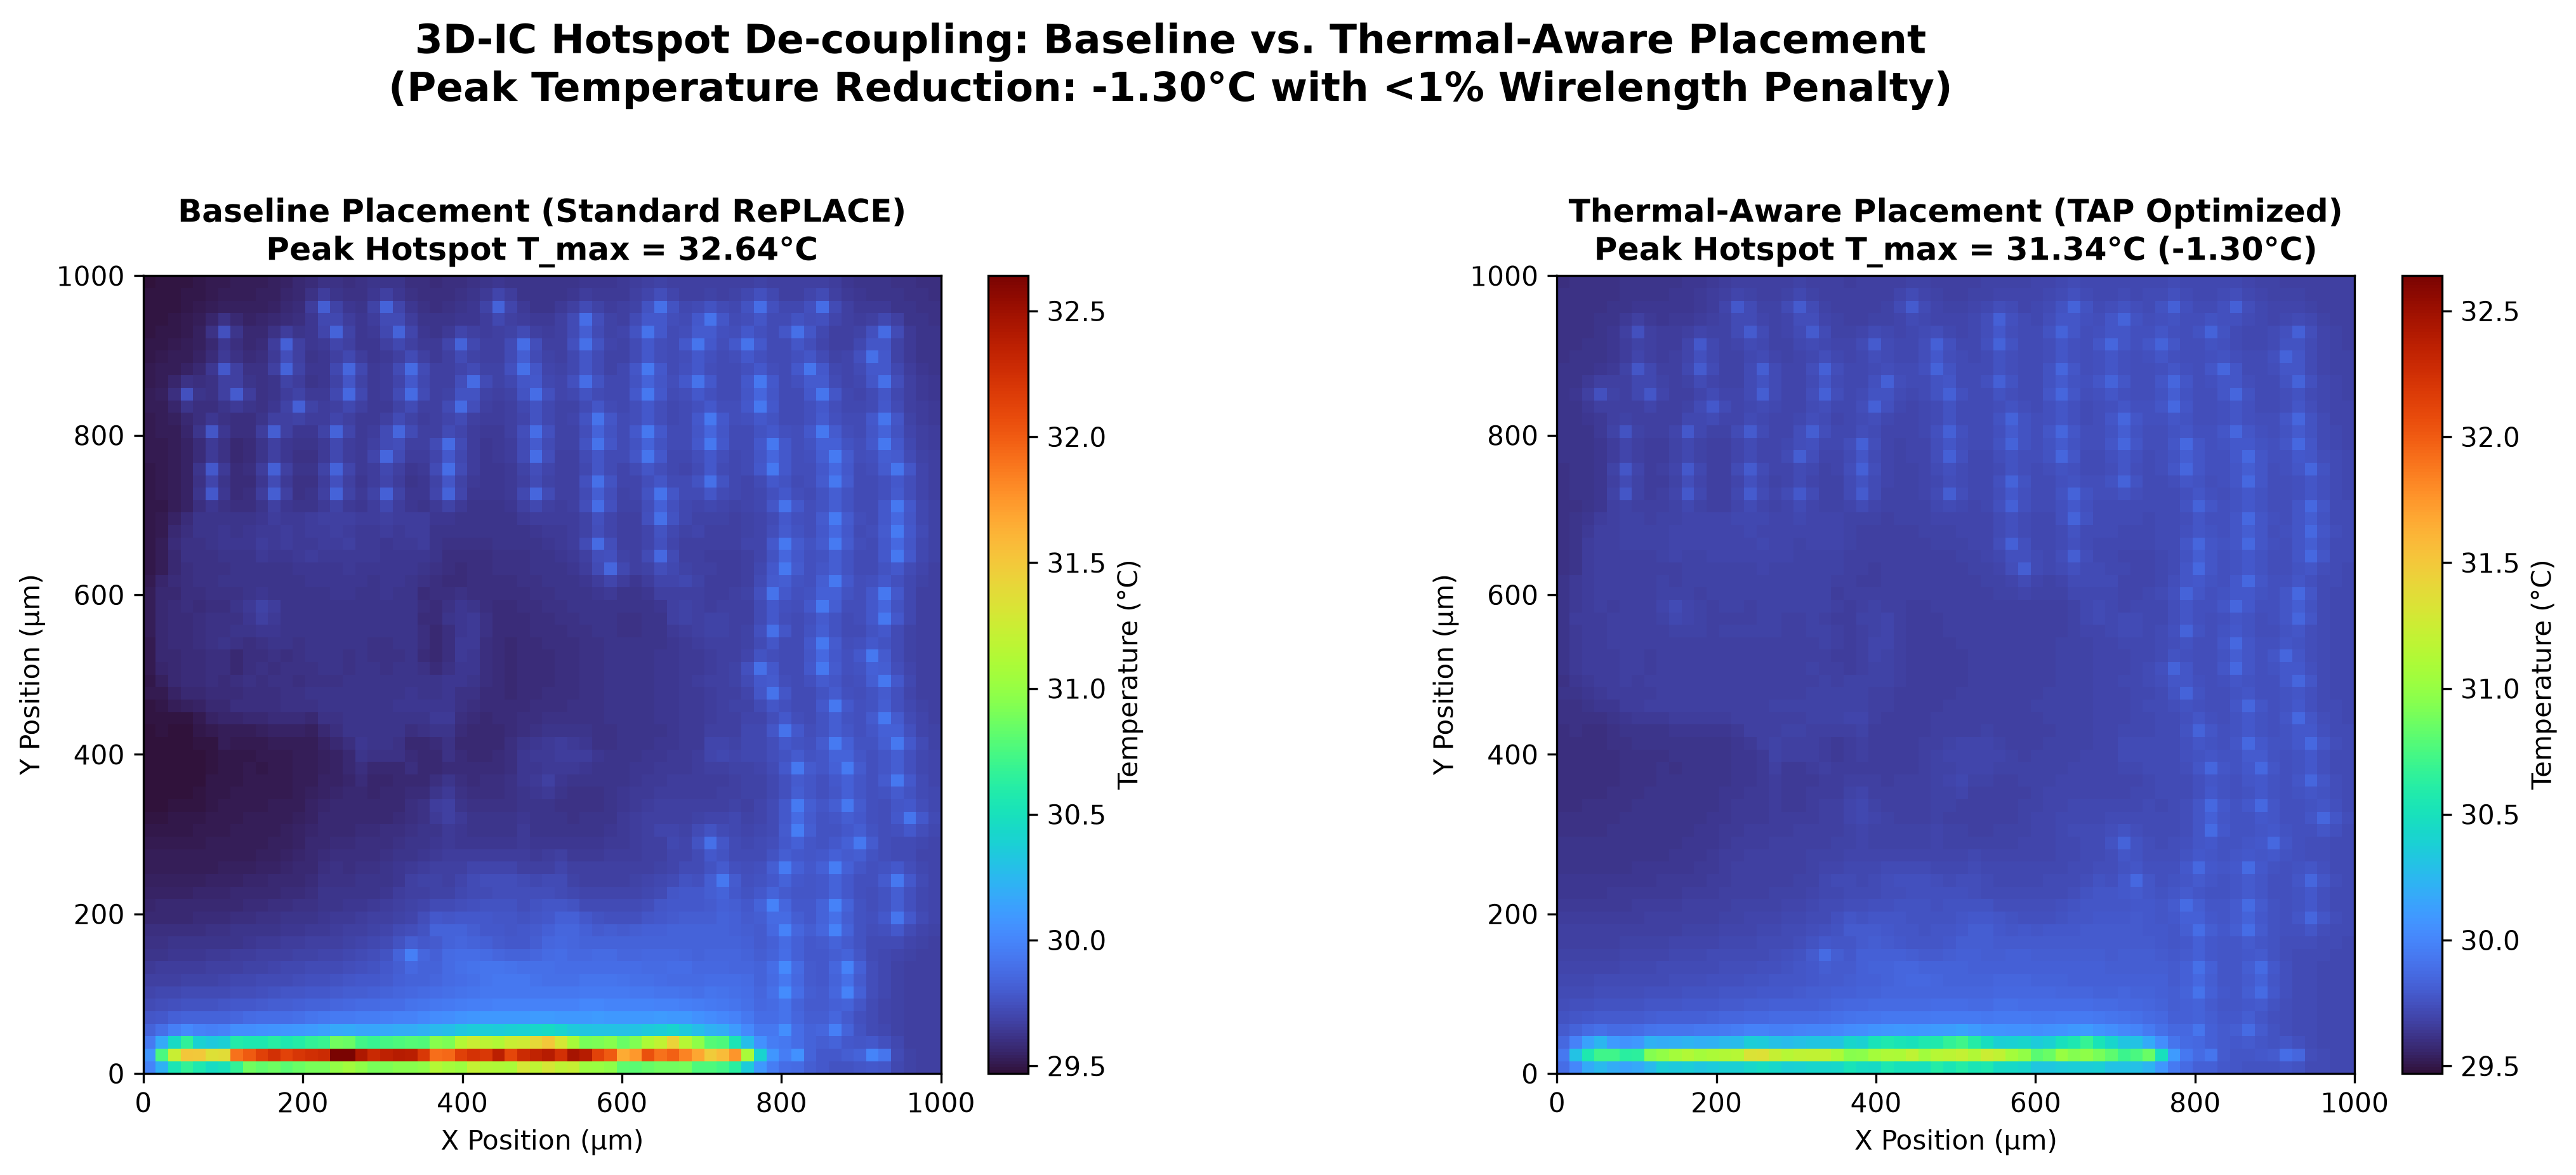 3D-IC Hotspot De-coupling: Baseline vs. Thermal-Aware Placement
(Peak Temperature Reduction: -1.30°C with <1% Wirelength Penalty)
Baseline Placement (Standard RePLACE)
Peak Hotspot T_max = 32.64°C
1000
800
600
400
200
0
Y Position (µm)
0 200 400 600 800 1000
X Position (µm)
32.5
32.0
31.5
31.0
30.5
30.0
29.5
Temperature (°C)
Thermal-Aware Placement (TAP Optimized)
Peak Hotspot T_max = 31.34°C (-1.30°C)
1000
800
600
400
200
0
Y Position (µm)
0 200 400 600 800 1000
X Position (µm)
32.5
32.0
31.5
31.0
30.5
30.0
29.5
Temperature (°C)